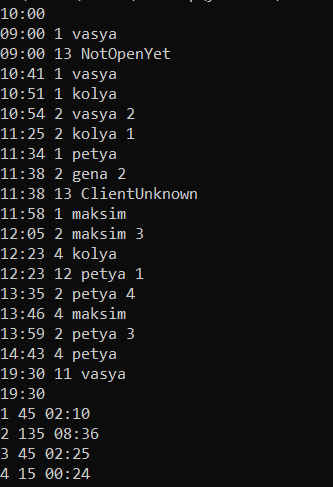 10:00
09:00 1 vasya
09:00 13 NotOpenYet
10:41 1 vasya
10:51 1 kolya
10:54 2 vasya 2
11:25 2 kolya 1
11:34 1 petya
11:38 2 gena 2
11:38 13 ClientUnknown
11:58 1 maksim
12:05 2 maksim 3
12:23 4 kolya
12:23 12 petya 1
13:35 2 petya 4
13:46 4 maksim
13:59 2 petya 3
14:43 4 petya
19:30 11 vasya
19:30
1 45 02:10
2 135 08:36
3 45 02:25
4 15 00:24